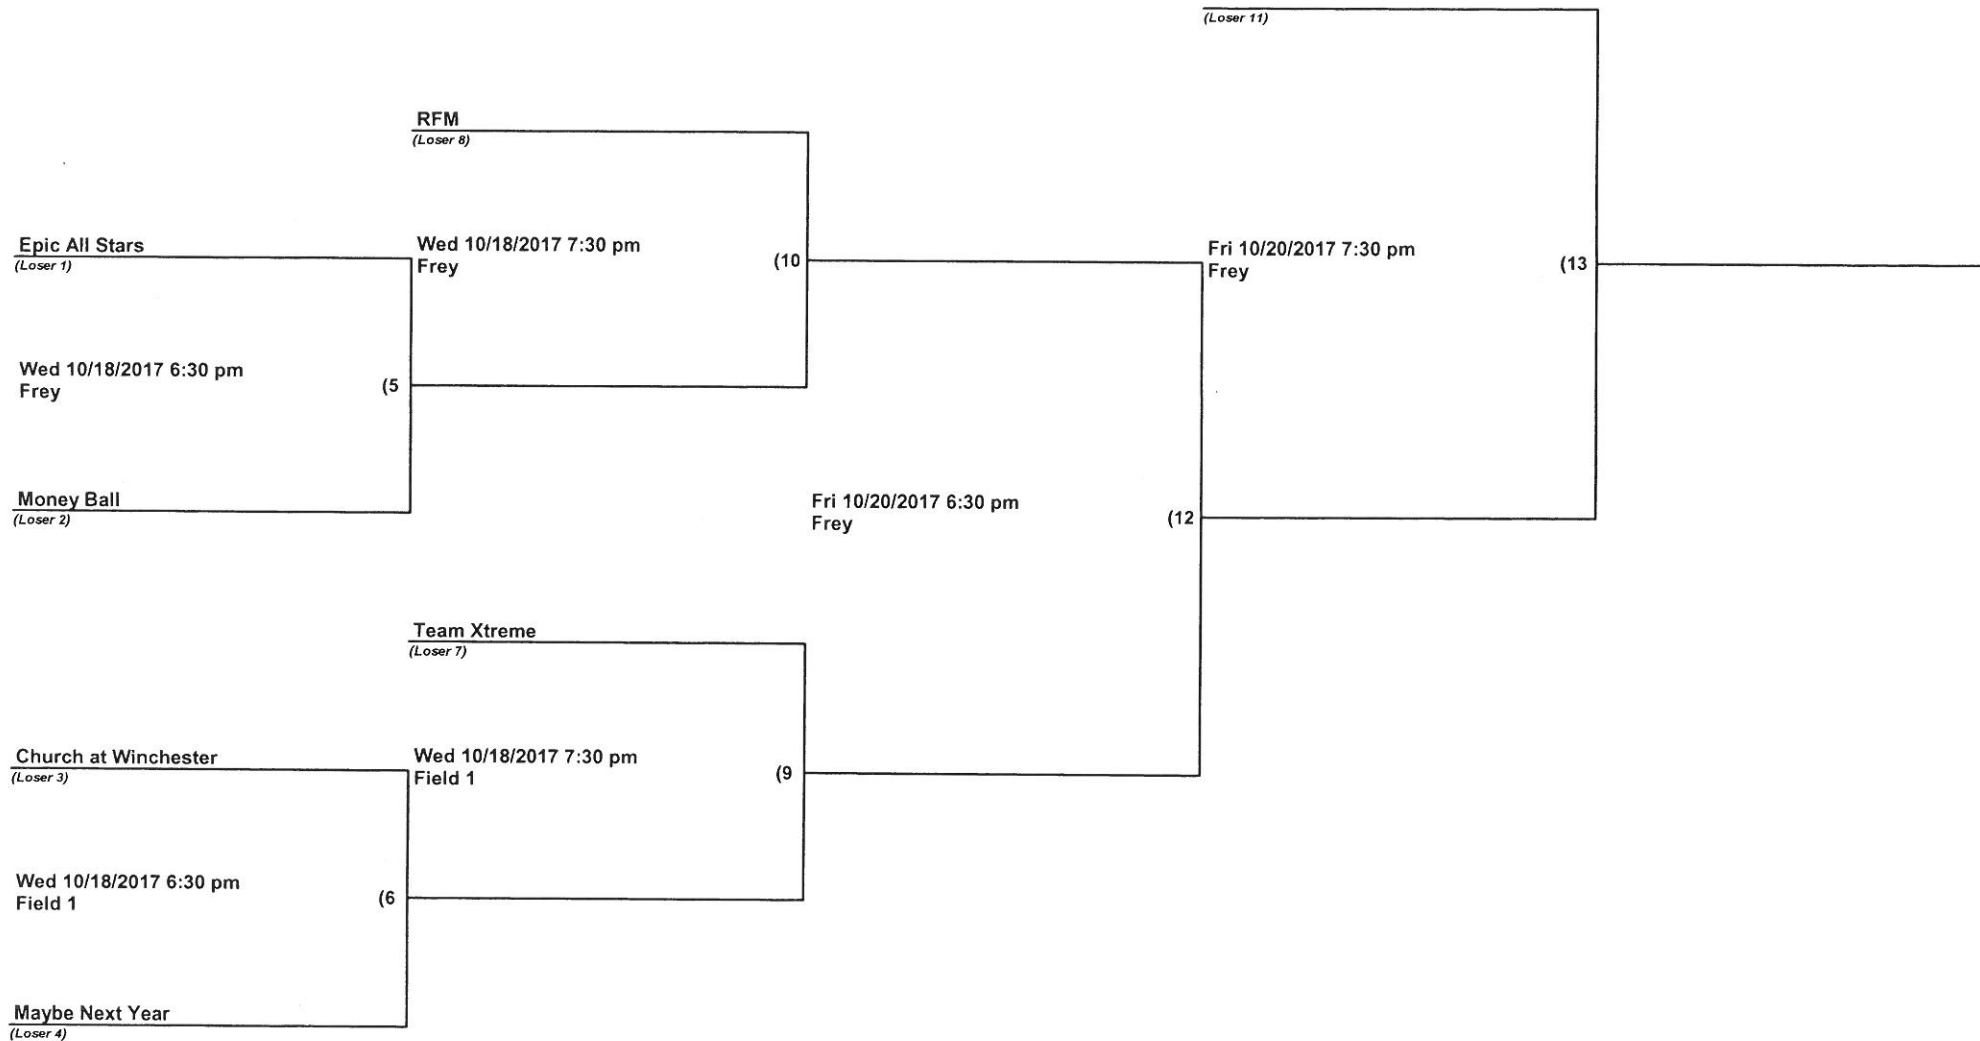 (Loser 11)
RFM
(Loser 8)
Epic All Stars
(Loser 1)
Wed 10/18/2017 7:30 pm
Frey
(10
Fri 10/20/2017 7:30 pm
Frey
(13
Wed 10/18/2017 6:30 pm
Frey
(5
Money Ball
(Loser 2)
Fri 10/20/2017 6:30 pm
Frey
(12
Team Xtreme
(Loser 7)
Church at Winchester
(Loser 3)
Wed 10/18/2017 7:30 pm
Field 1
(9
Wed 10/18/2017 6:30 pm
Field 1
(6
Maybe Next Year
(Loser 4)